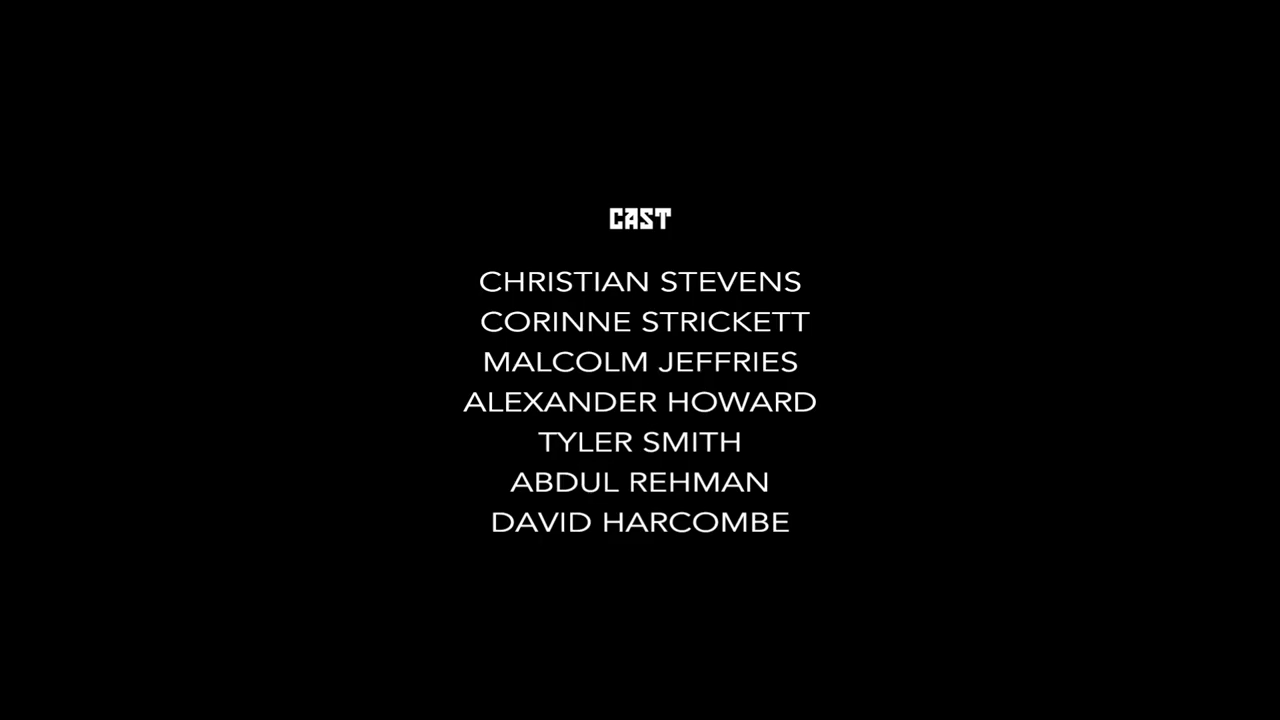 CAST
CHRISTIAN STEVENS
CORINNE STRICKETT
MALCOLM JEFFRIES
ALEXANDER HOWARD
TYLER SMITH
ABDUL REHMAN
DAVID HARCOMBE